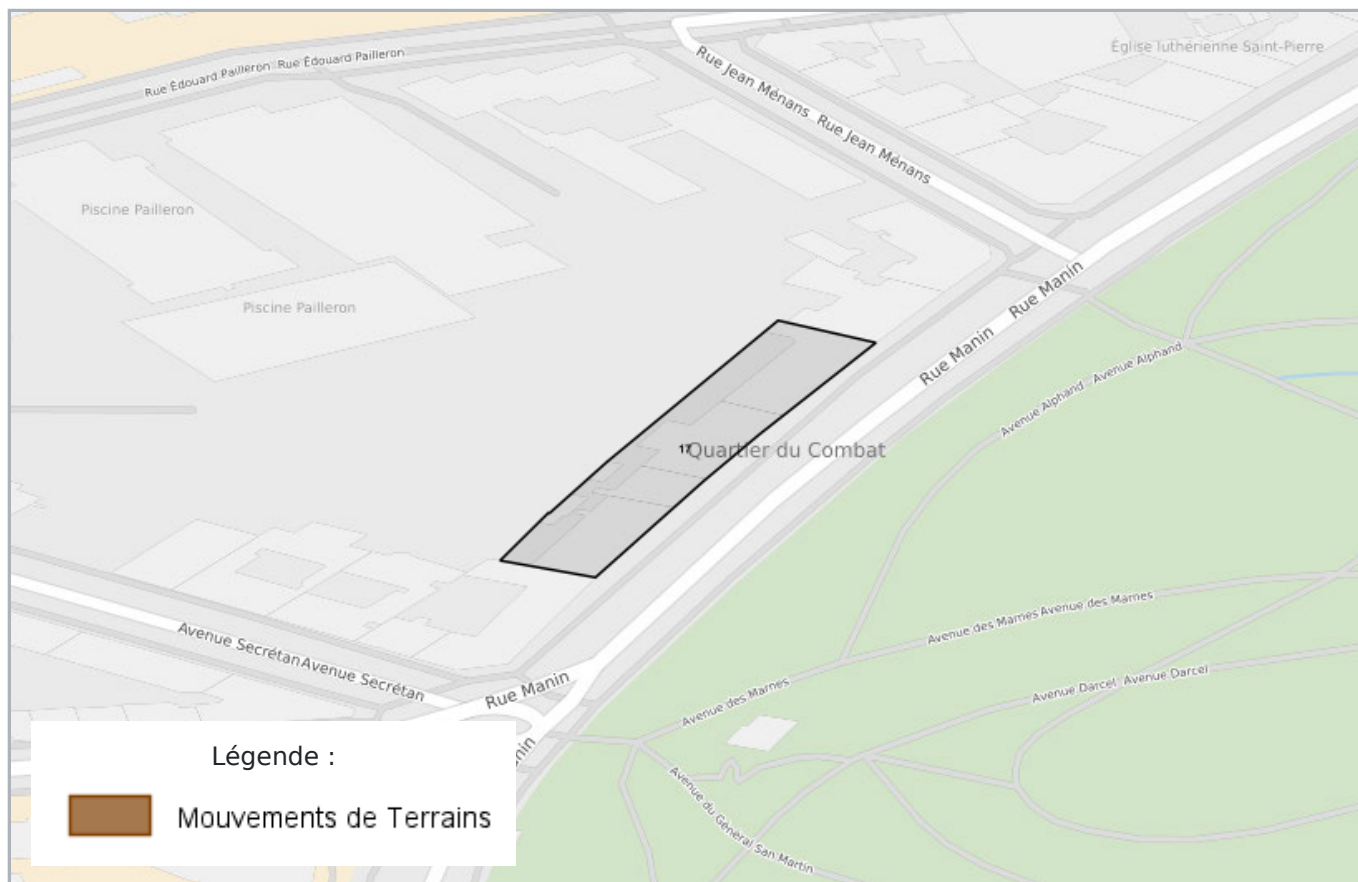 Église luthérienne Saint-Pierre
Rue Édouard Pailleron Rue Édouard Pailleron
Rue Jean Ménans Rue Jean Ménans
Piscine Pailleron
Piscine Pailleron
Rue Manin
Rue Manin
Avenue Alphand Avenue Alphand
17
Quartier du Combat
Avenue des Marnes Avenue des Marnes
Avenue Secrétan Avenue Secrétan
Rue Manin
Avenue des Marnes
Avenue Darcel Avenue Darcel
Avenue du Général San Martin
nin
Légende :
Mouvements de Terrains